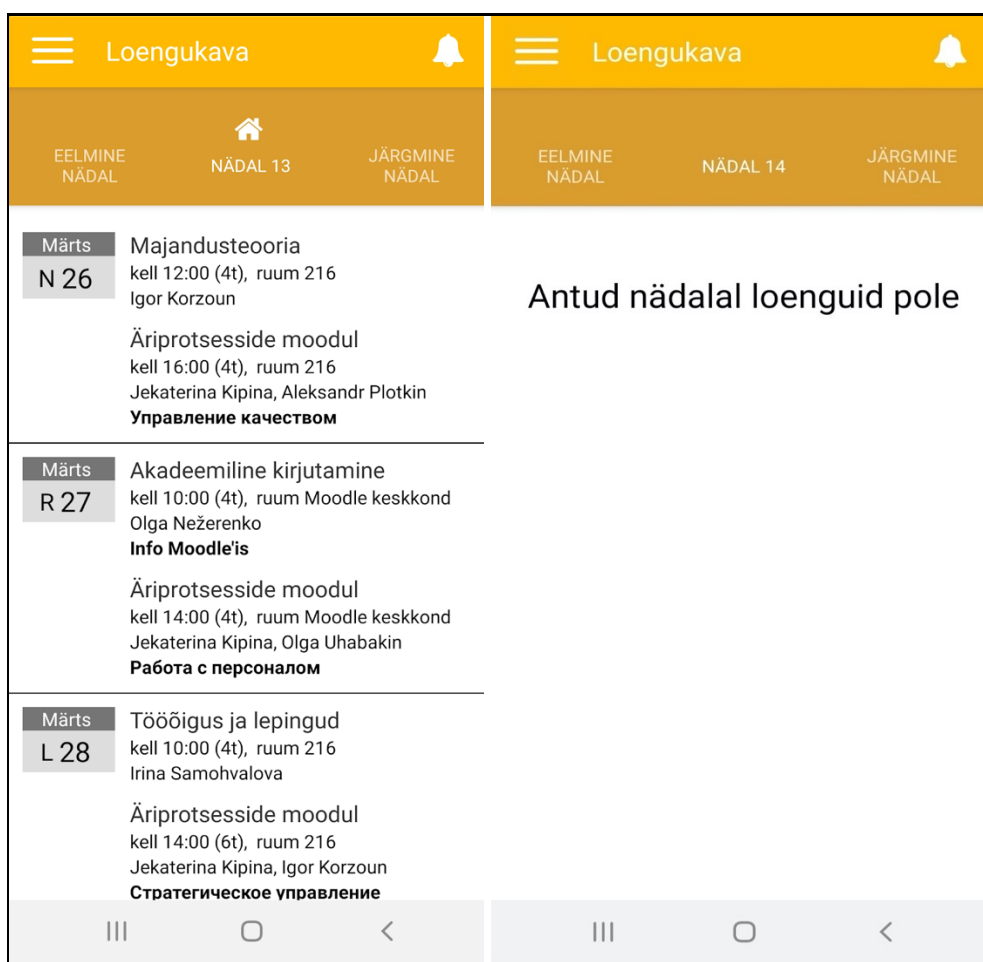 Loengukava
EELMINE
NÄDAL
NÄDAL 13
JÄRGMINE
NÄDAL
Märts
N 26
Majandusteooria
kell 12:00 (4t), ruum 216
Igor Korzoun
Äriprotsesside moodul
kell 16:00 (4t), ruum 216
Jekaterina Kipina, Aleksandr Plotkin
Управление качеством
Märts
R 27
Akadeemiline kirjutamine
kell 10:00 (4t), ruum Moodle keskkond
Olga Nežerenko
Info Moodle'is
Äriprotsesside moodul
kell 14:00 (4t), ruum Moodle keskkond
Jekaterina Kipina, Olga Uhabakin
Работа с персоналом
Märts
L 28
Tööõigus ja lepingud
kell 10:00 (4t), ruum 216
Irina Samohvalova
Äriprotsesside moodul
kell 14:00 (6t), ruum 216
Jekaterina Kipina, Igor Korzoun
Стратегическое управление
Loengukava
EELMINE
NÄDAL
NÄDAL 14
JÄRGMINE
NÄDAL
Antud nädalal loenguid pole